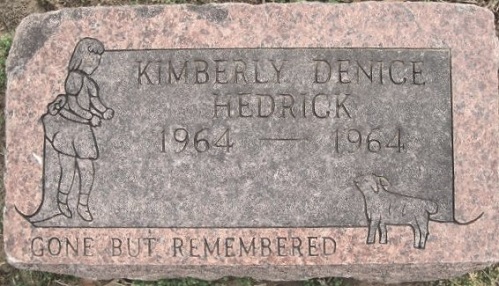 KIMBERLY DENICE
HEDRICK
1964 — 1964
GONE BUT REMEMBERED